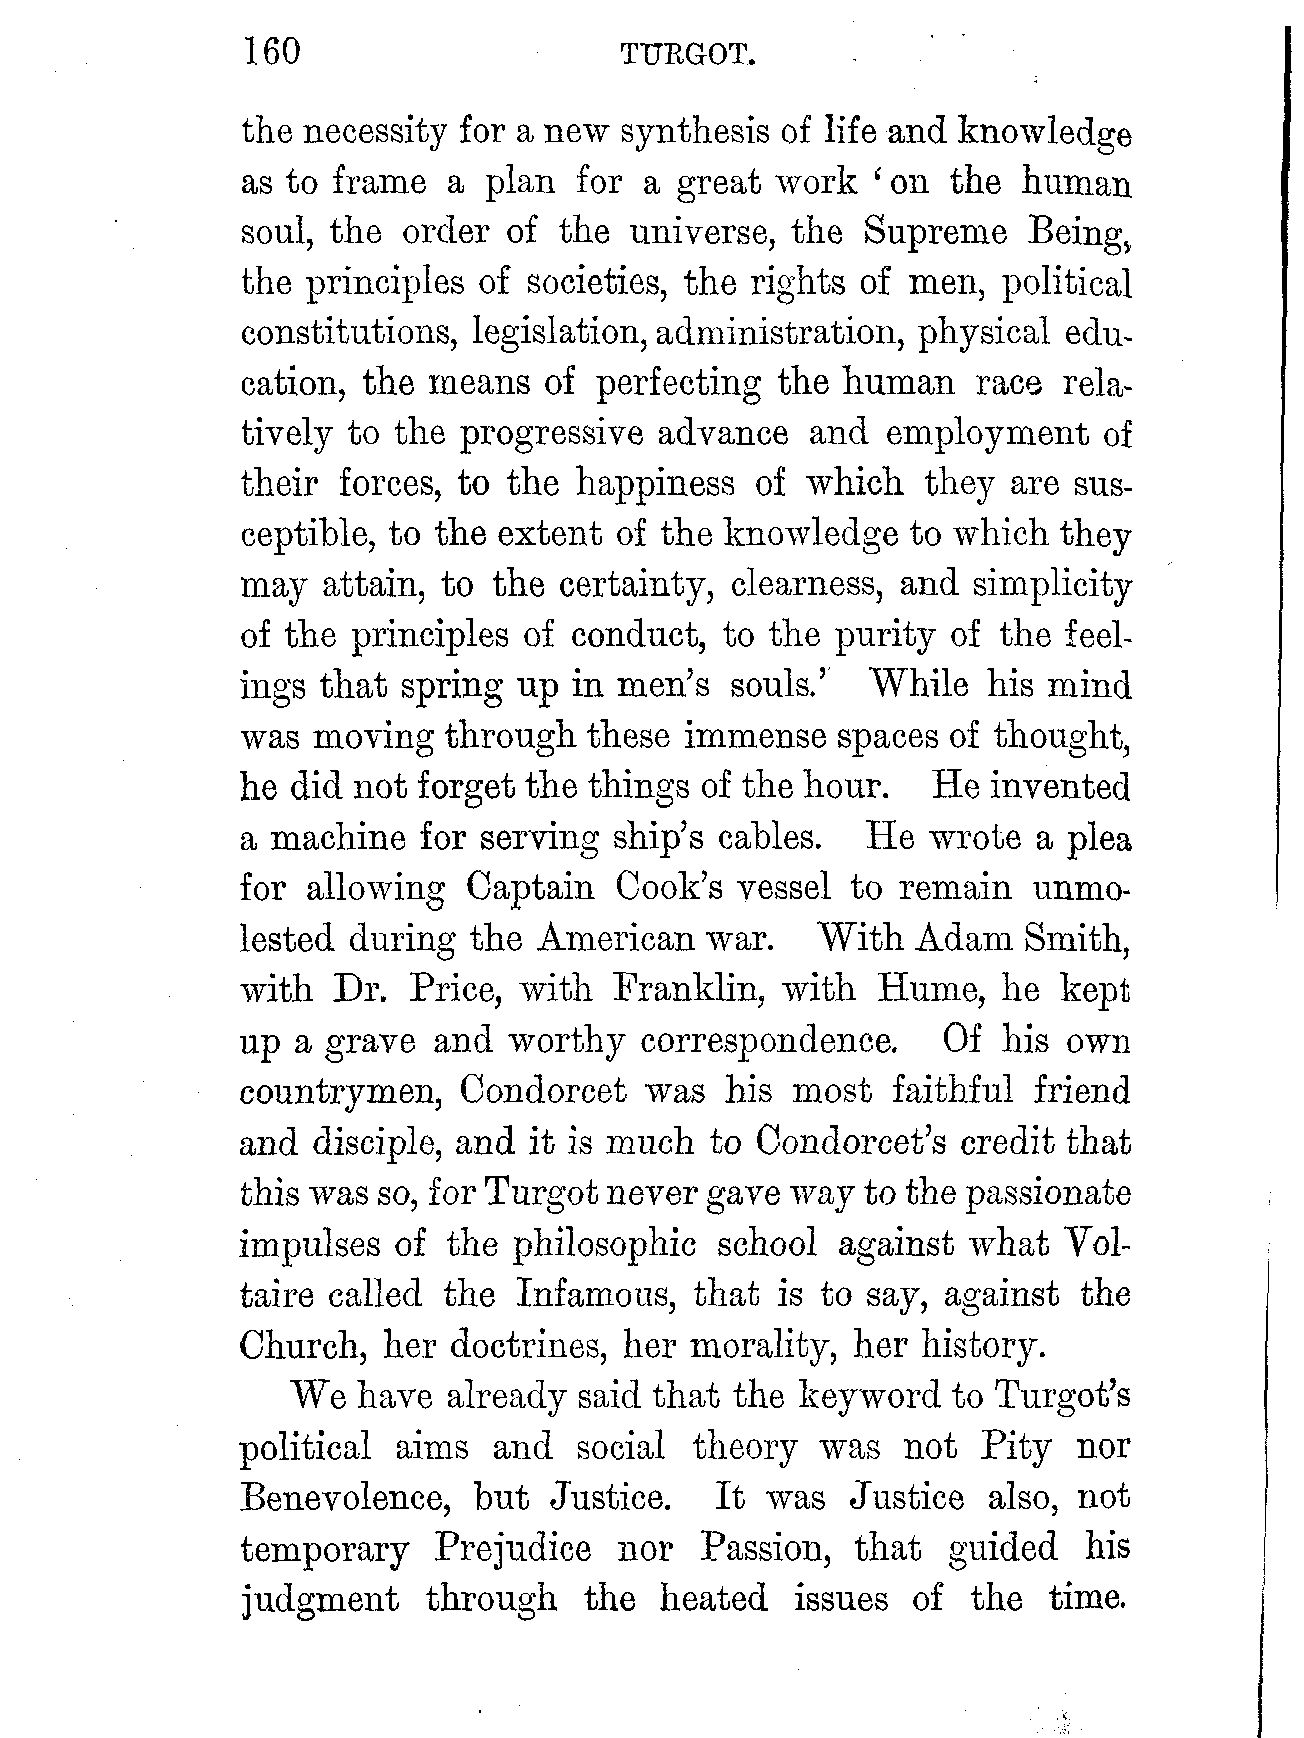 160 TURGOT.
the necessity for a new synthesis of life and knowledge
as to frame a plan for a great work ‘on the human
soul, the order of the universe, the Supreme Being,
the principles of societies, the rights of men, political
constitutions, legislation, administration, physical edu-
cation, the means of perfecting the human race rela-
tively to the progressive advance and employment of
their forces, to the happiness of which they are sus-
ceptible, to the extent of the knowledge to which they
may attain, to the certainty, clearness, and simplicity
of the principles of conduct, to the purity of the feel-
ings that spring up in men's souls.’ While his mind
was moving through these immense spaces of thought,
he did not forget the things of the hour. He invented
a machine for serving ship's cables. He wrote a plea
for allowing Captain Cook's vessel to remain unmo-
lested during the American war. With Adam Smith,
with Dr. Price, with Franklin, with Hume, he kept
up a grave and worthy correspondence. Of his own
countrymen, Condorcet was his most faithful friend
and disciple, and it is much to Condorcet's credit that
this was so, for Turgot never gave way to the passionate
impulses of the philosophic school against what Vol-
taire called the Infamous, that is to say, against the
Church, her doctrines, her morality, her history.
We have already said that the keyword to Turgot's
political aims and social theory was not Pity nor
Benevolence, but Justice. It was Justice also, not
temporary Prejudice nor Passion, that guided his
judgment through the heated issues of the time.